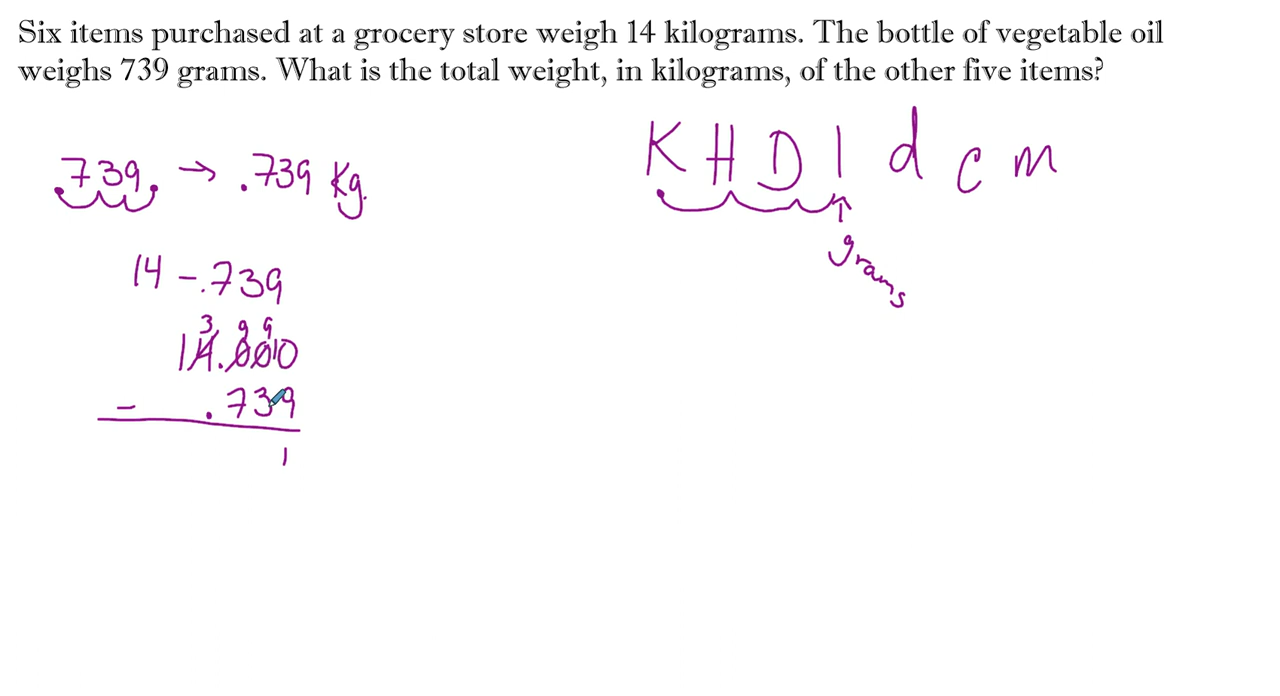 Six items purchased at a grocery store weigh 14 kilograms. The bottle of vegetable oil
weighs 739 grams. What is the total weight, in kilograms, of the other five items?
K H D 1 d c m
739. → .739 Kg.
grams
14 - .739
3 9 9
14.0010
- .739
1